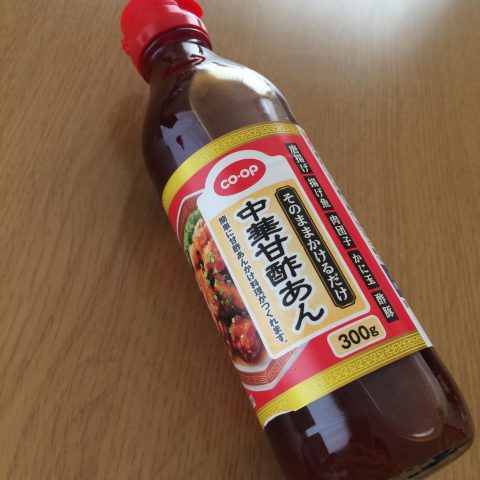 CO·OP
唐揚げ 揚げ魚 肉団子 かに玉 酢豚
そのままかけるだけ
中華甘酢あん
簡単に甘酢あんかけ料理がつくれます。
300g